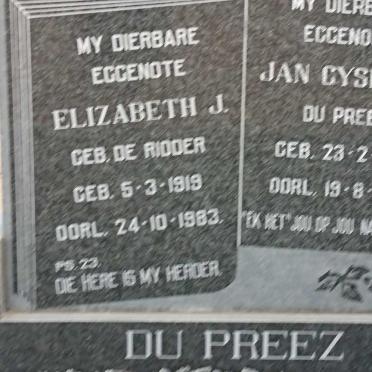 MY DIERBARE
EGGENOTE
ELIZABETH J.
GEB. DE RIDDER
GEB. 5-3-1919
OORL. 24-10-1983.
PS. 23.
DIE HERE IS MY HERDER.
MY
EGGENO
JAN GYS
DU PREE
GEB. 23-2
OORL. 19-8-
"EK HET" JOU OP JOU NA
DU PREEZ